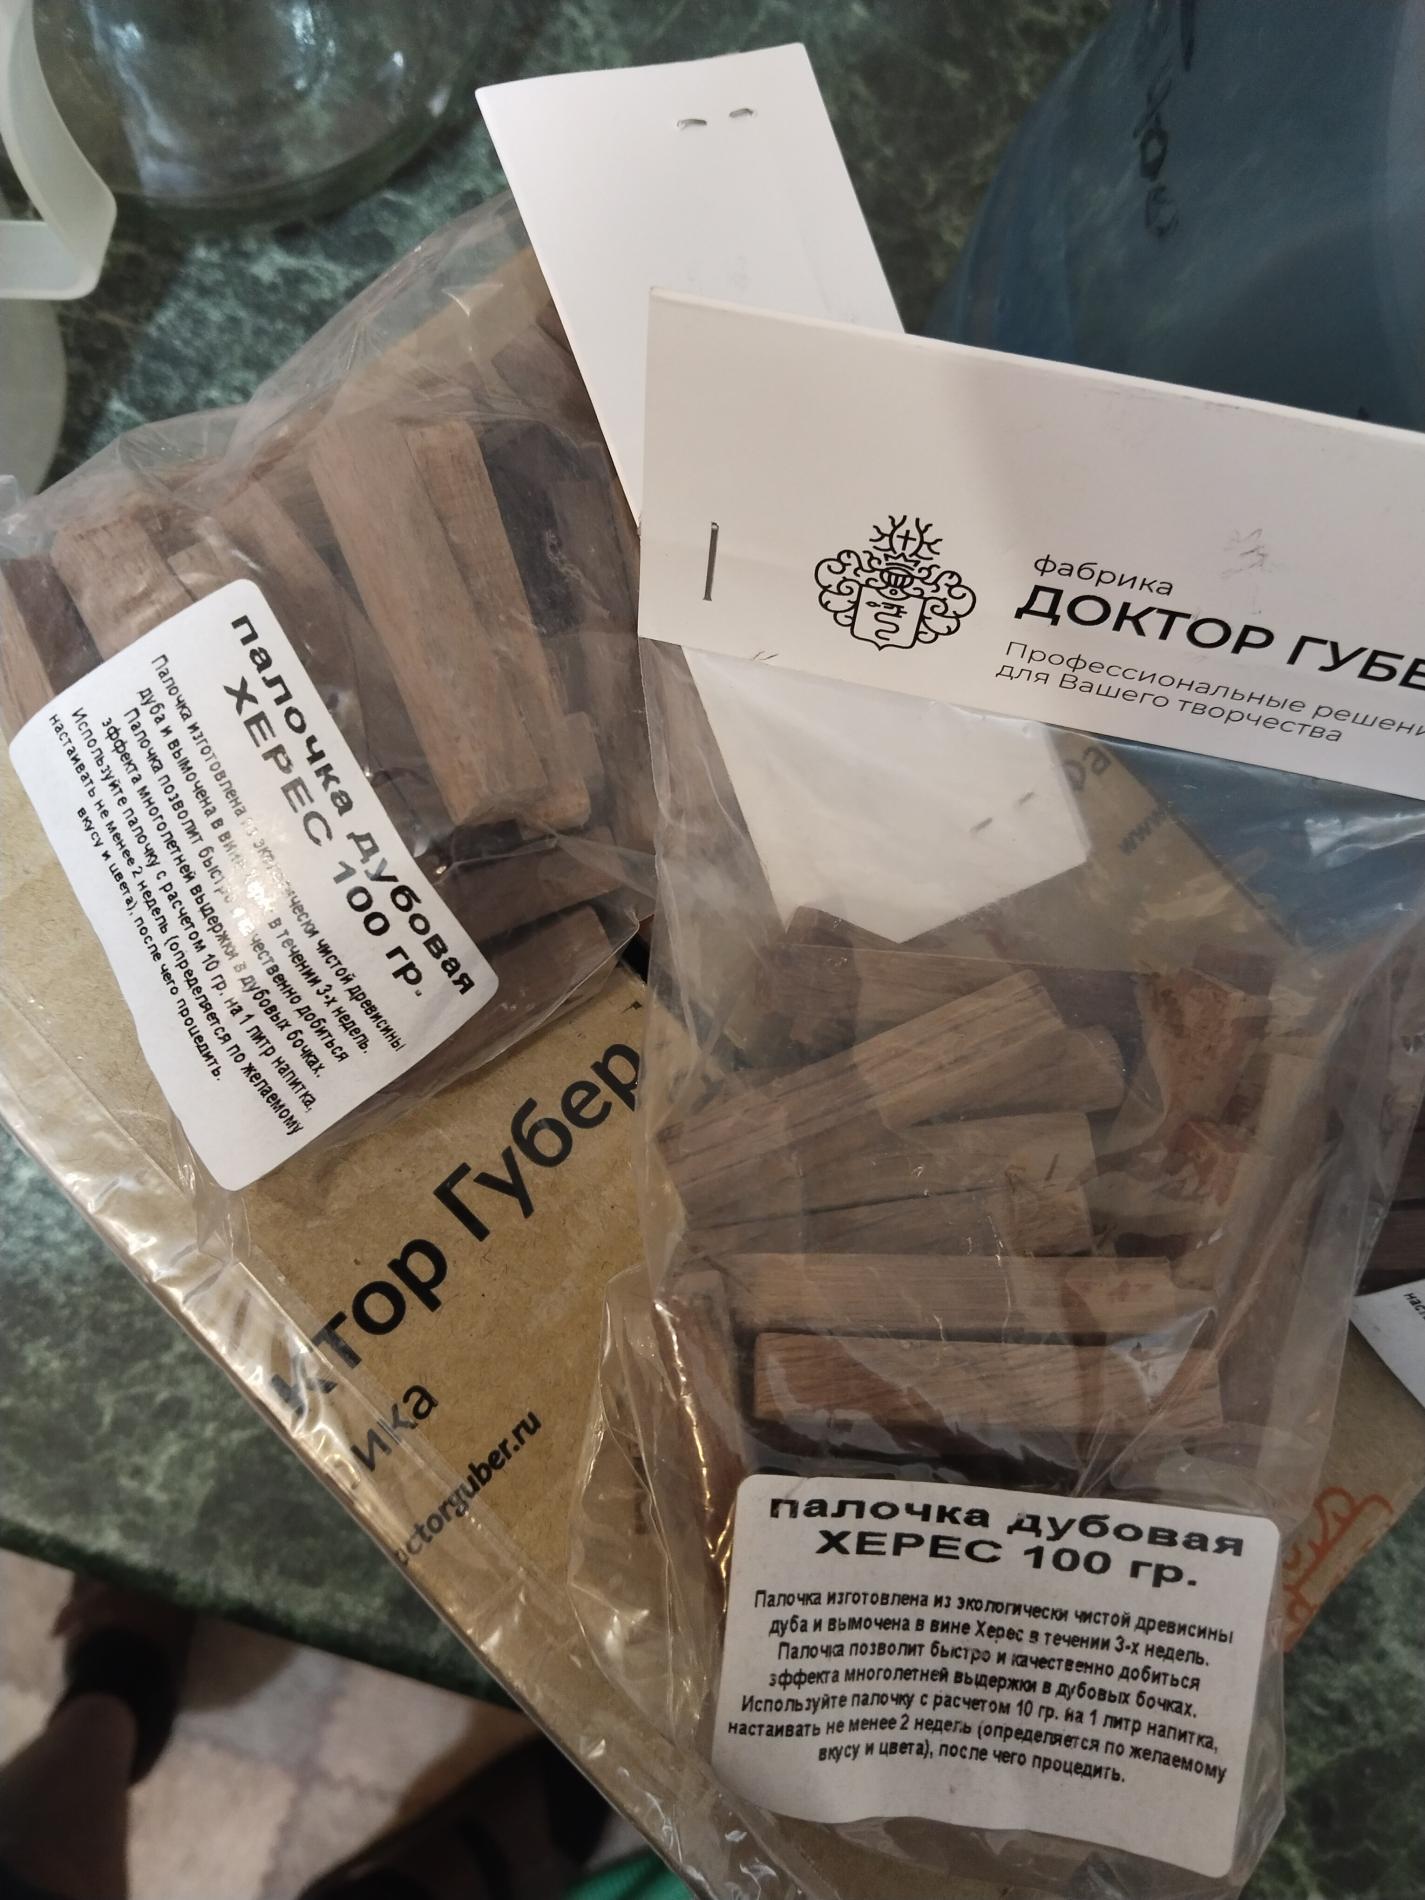 фабрика
ДОКТОР ГУБЕ
Профессиональные решени
для Вашего творчества
палочка дубовая
ХЕРЕС 100 гр.
Палочка изготовлена из экологически чистой древисины
дуба и вымочена в вине Херес в течении 3-х недель.
Палочка позволит быстро и качественно добиться
эффекта многолетней выдержки в дубовых бочках.
Используйте палочку с расчетом 10 гр. на 1 литр напитка,
настаивать не менее 2 недель (определяется по желаемому
вкусу и цвета), после чего процедить.
ктор Губер
ика
octorguber.ru
www.
палочка дубовая
ХЕРЕС 100 гр.
Палочка изготовлена из экологически чистой древисины
дуба и вымочена в вине Херес в течении 3-х недель.
Палочка позволит быстро и качественно добиться
эффекта многолетней выдержки в дубовых бочках.
Используйте палочку с расчетом 10 гр. на 1 литр напитка,
настаивать не менее 2 недель (определяется по желаемому
вкусу и цвета), после чего процедить.